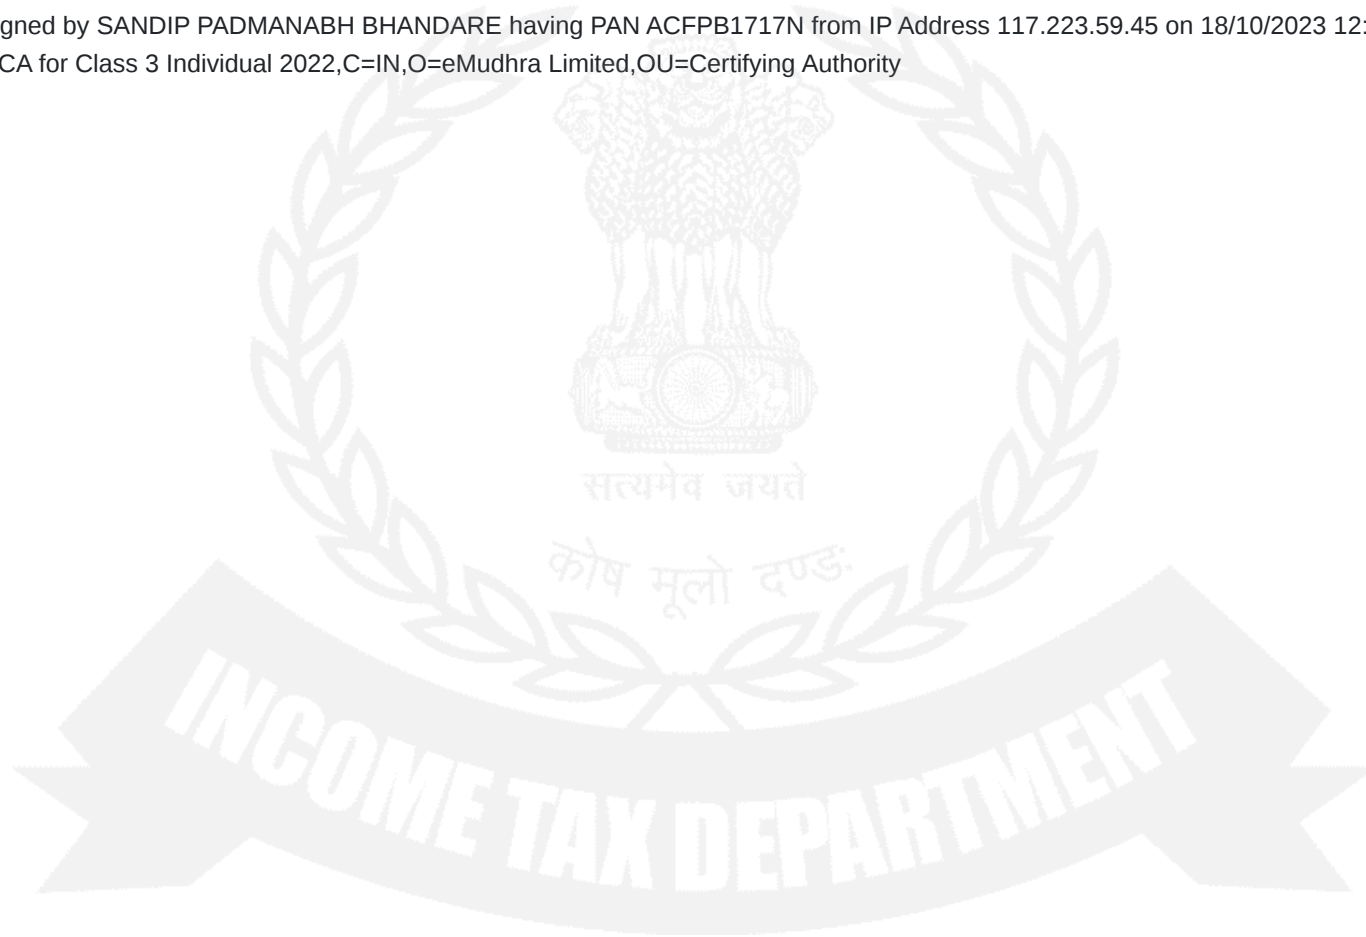 gned by SANDIP PADMANABH BHANDARE having PAN ACFPB1717N from IP Address 117.223.59.45 on 18/10/2023 12:
CA for Class 3 Individual 2022,C=IN,O=eMudhra Limited,OU=Certifying Authority
सत्यमेव जयते
कोष मूलो दण्डः
INCOME TAX DEPARTMENT